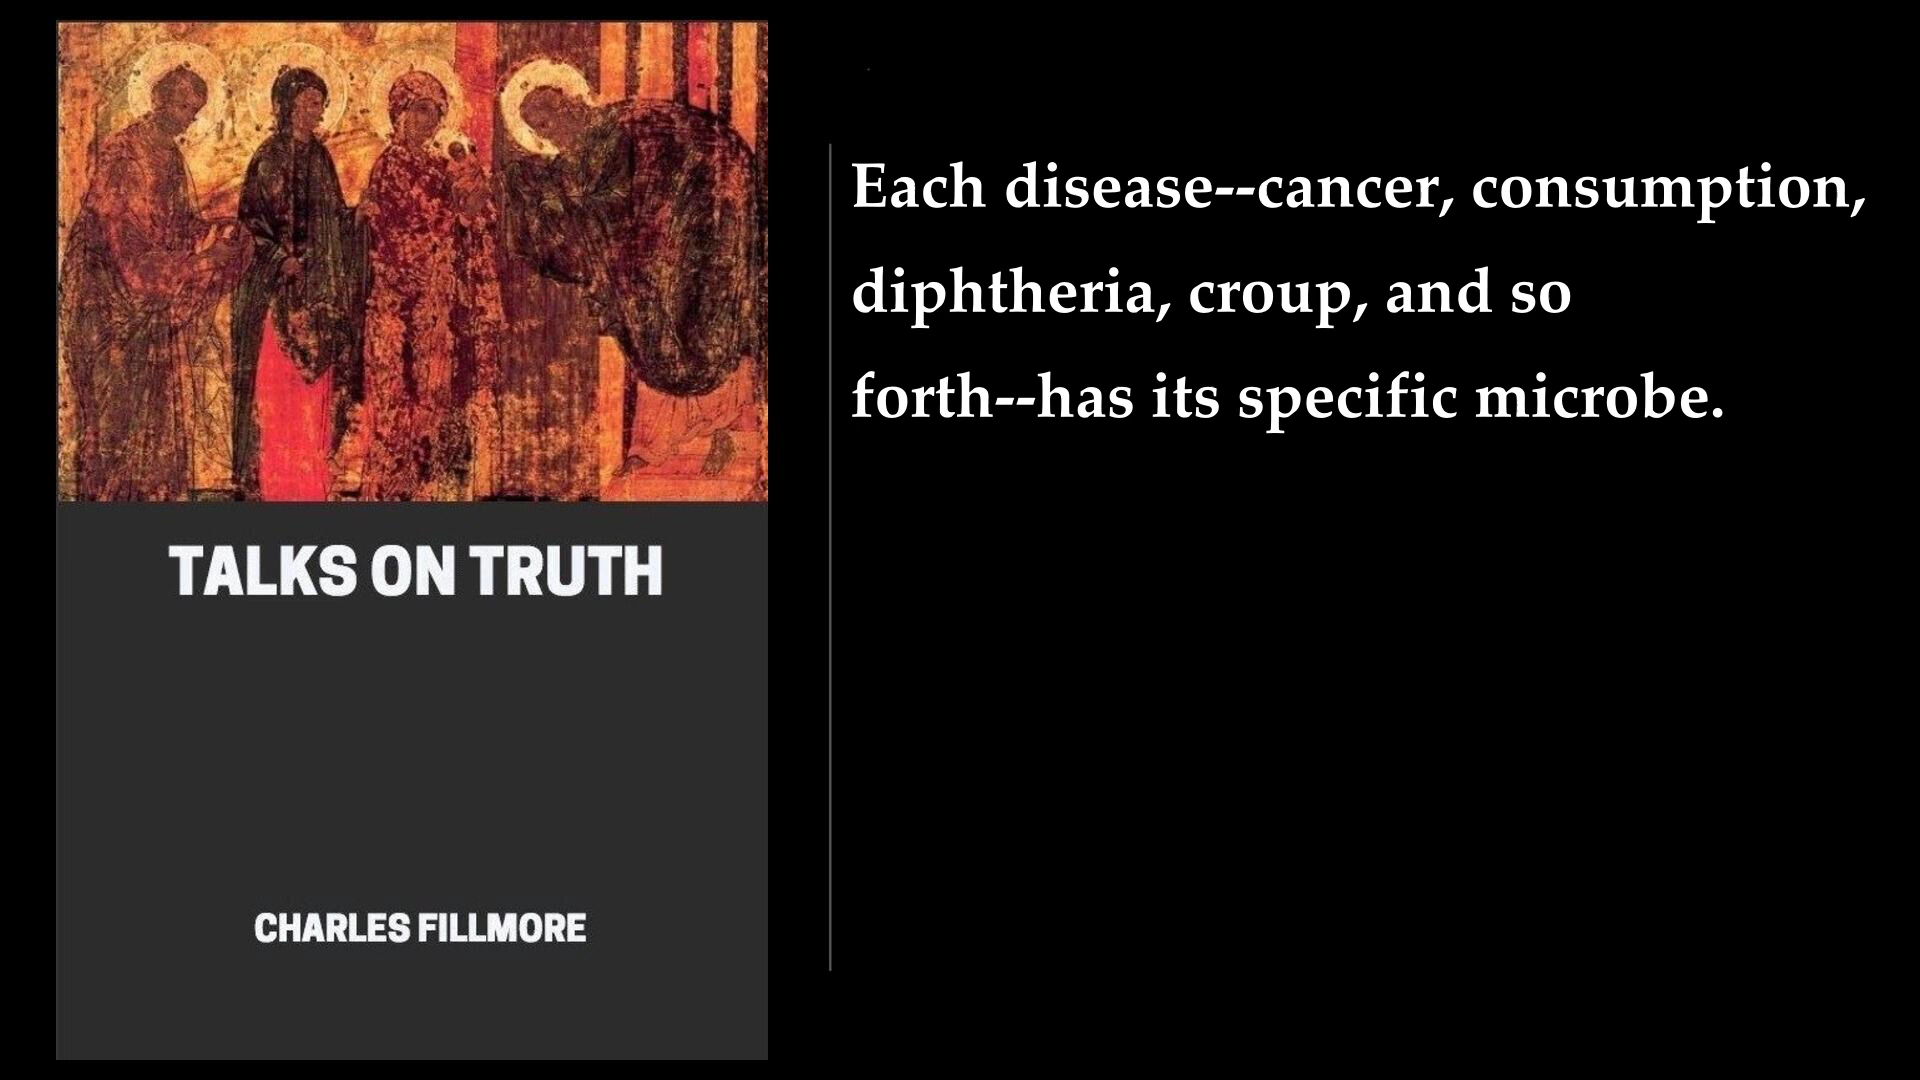 TALKS ON TRUTH
CHARLES FILLMORE
Each disease--cancer, consumption,
diphtheria, croup, and so
forth--has its specific microbe.